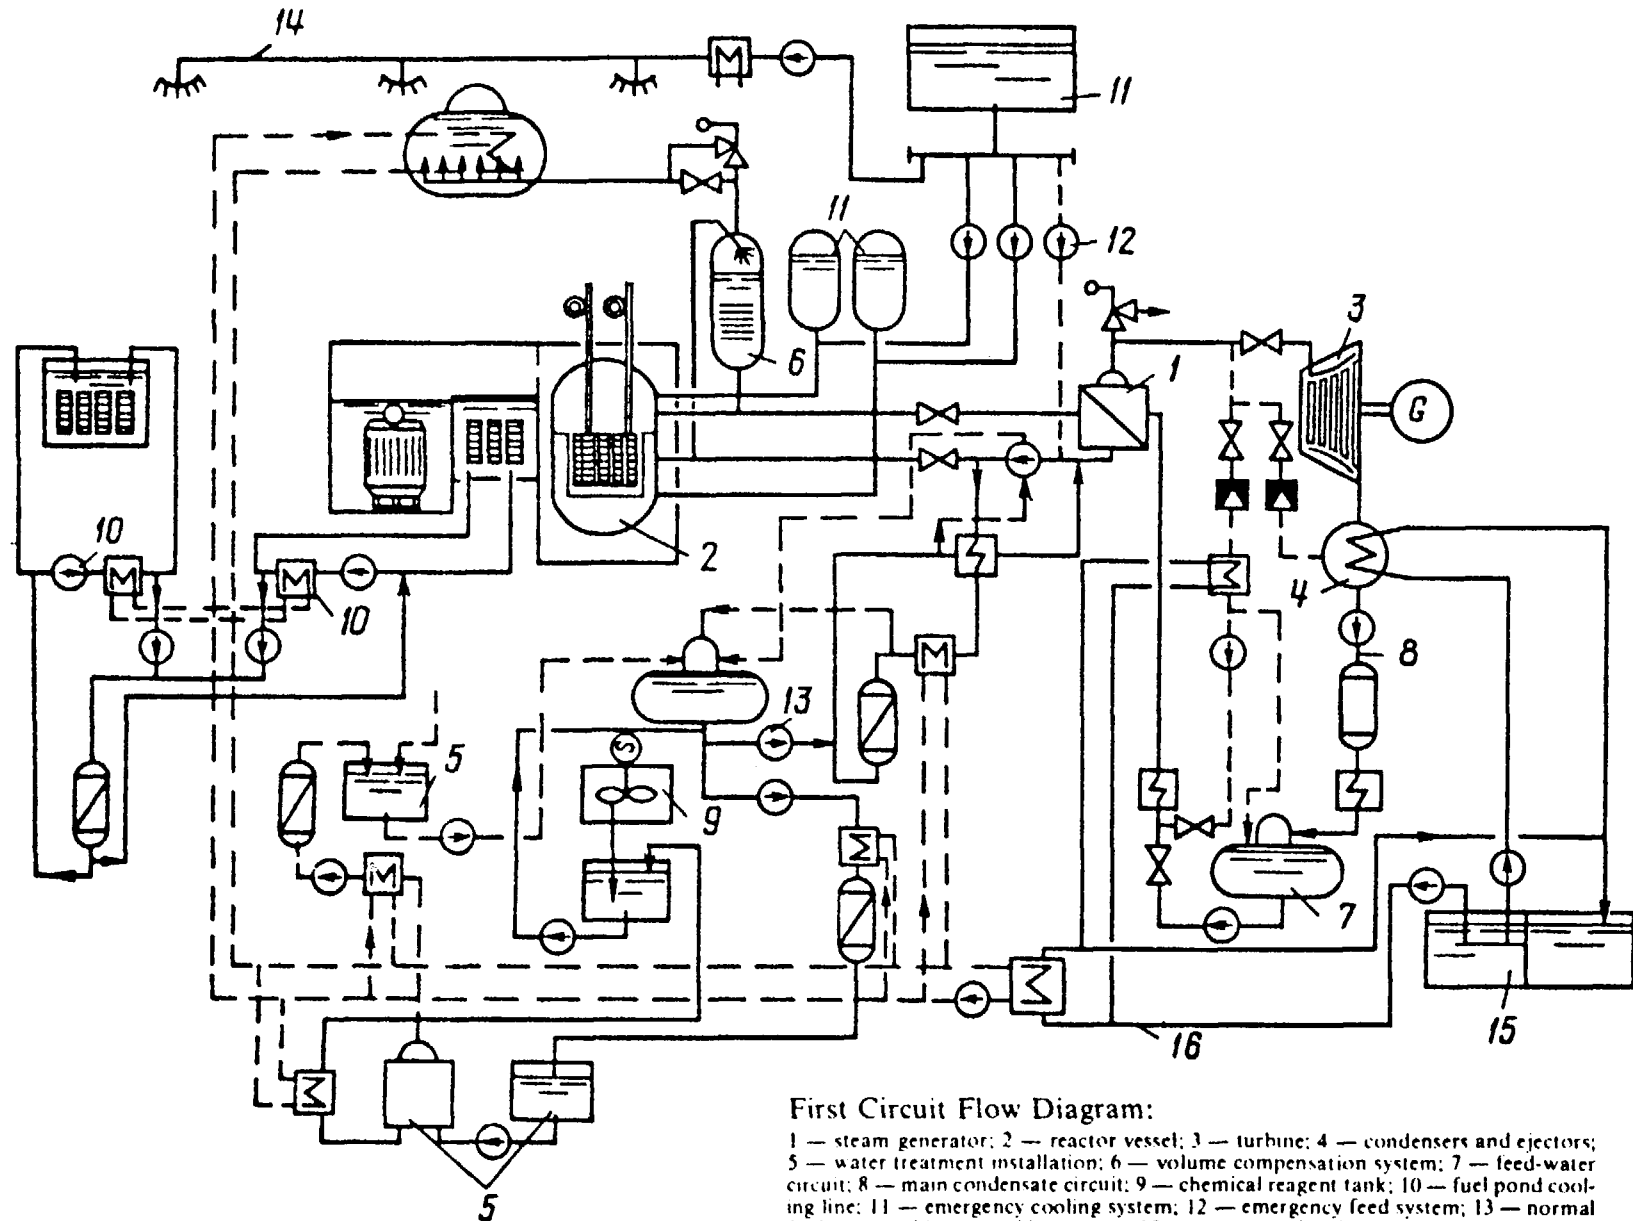 14
11
11
12
3
6
1
G
10
2
10
4
8
13
5
S
9
7
15
16
5
First Circuit Flow Diagram:
1 — steam generator; 2 — reactor vessel; 3 — turbine; 4 — condensers and ejectors;
5 — water treatment installation; 6 — volume compensation system; 7 — feed-water
circuit; 8 — main condensate circuit; 9 — chemical reagent tank; 10 — fuel pond cool-
ing line; 11 — emergency cooling system; 12 — emergency feed system; 13 — normal